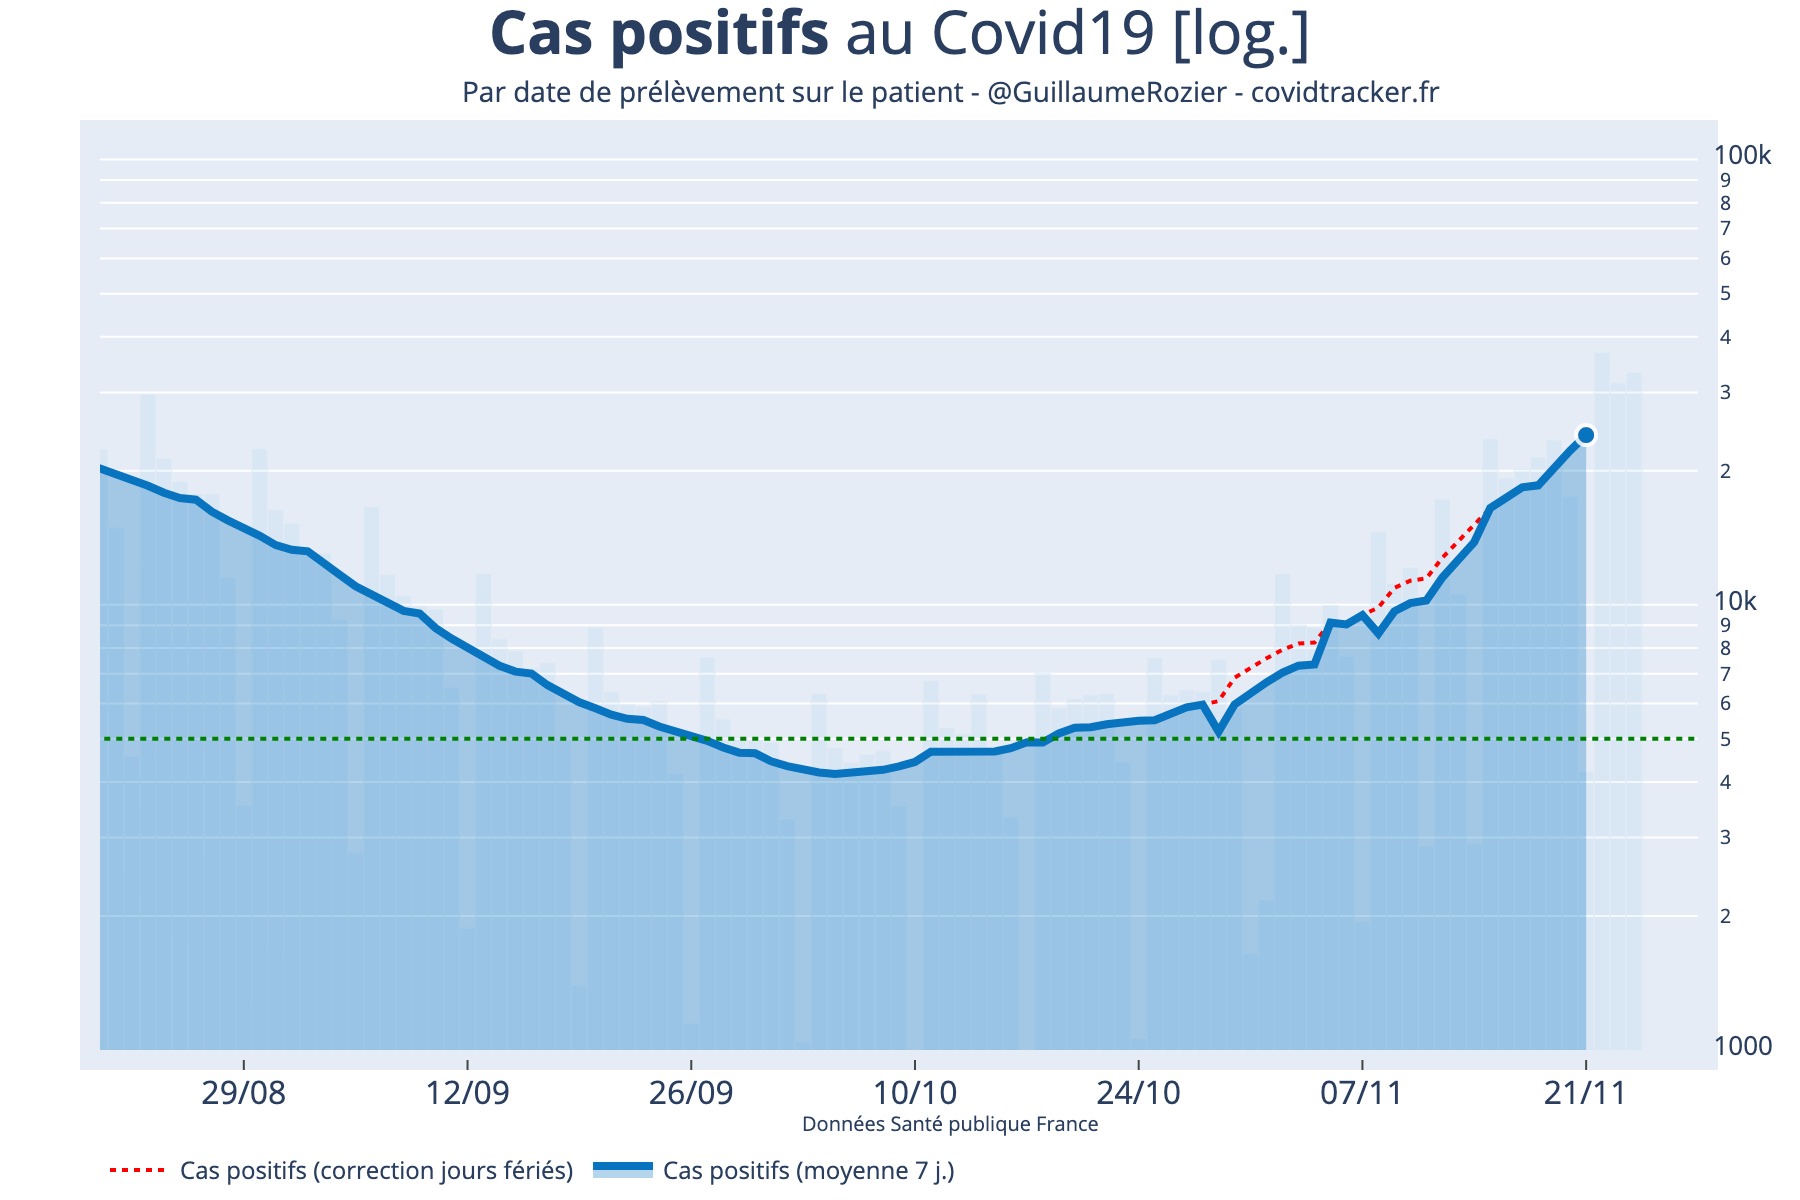 Cas positifs au Covid19 [log.]
Par date de prélèvement sur le patient - @GuillaumeRozier - covidtracker.fr
100k
9
8
7
6
5
4
3
2
10k
9
8
7
6
5
4
3
2
1000
29/08 12/09 26/09 10/10 24/10 07/11 21/11
Données Santé publique France
Cas positifs (correction jours fériés) Cas positifs (moyenne 7 j.)